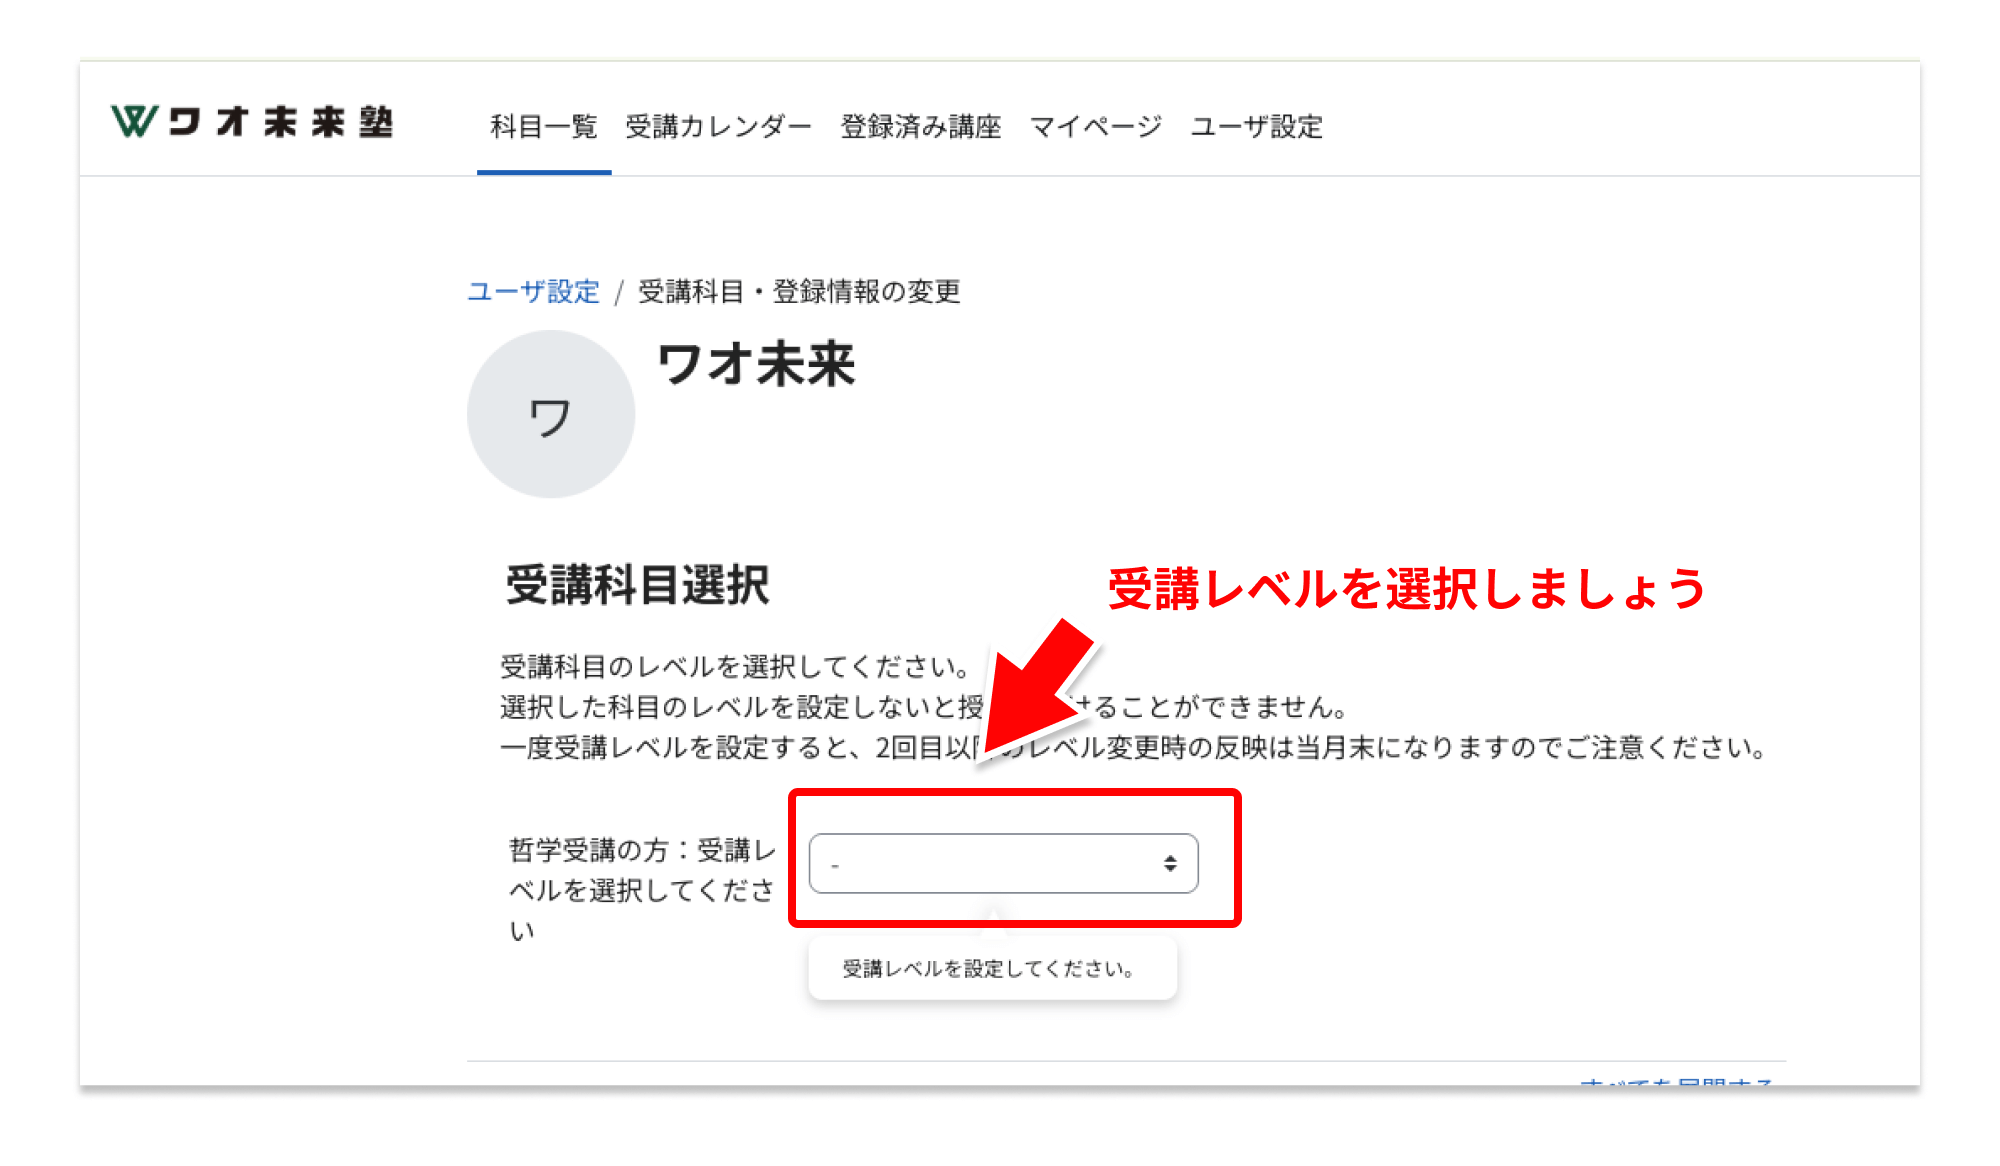 ワオ未来塾
科目一覧 受講カレンダー 登録済み講座 マイページ ユーザ設定
ユーザ設定 / 受講科目・登録情報の変更
ワ
ワオ未来
受講科目選択
受講レベルを選択しましょう
受講科目のレベルを選択してください。
選択した科目のレベルを設定しないと授 けることができません。
一度受講レベルを設定すると、2回目以降のレベル変更時の反映は当月末になりますのでご注意ください。
哲学受講の方：受講レ
ベルを選択してくださ
い
-
受講レベルを設定してください。
すべてを展開する